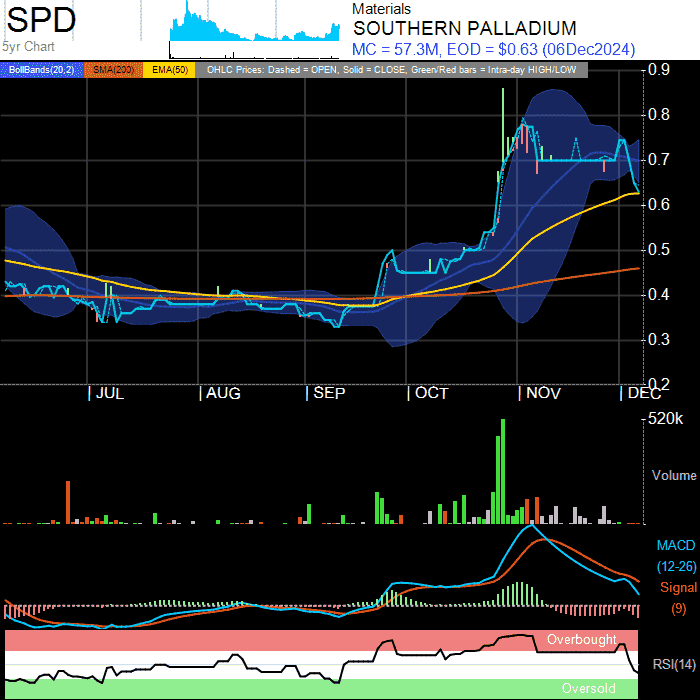 SPD
5yr Chart
Materials
SOUTHERN PALLADIUM
MC = 57.3M, EOD = $0.63 (06Dec2024)
BollBands(20,2) SMA(200) EMA(50) OHLC Prices: Dashed = OPEN, Solid = CLOSE, Green/Red bars = Intra-day HIGH/LOW
0.9
0.8
0.7
0.6
0.5
0.4
0.3
0.2
| JUL | AUG | SEP | OCT | NOV | DEC
520k
Volume
MACD
(12-26)
Signal
(9)
Overbought
RSI(14)
Oversold